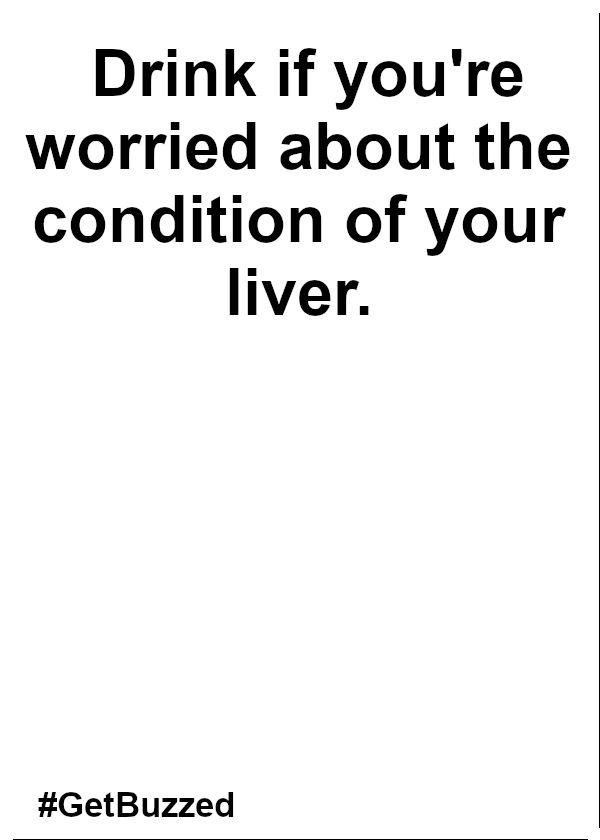 Drink if you're
worried about the
condition of your
liver.
#GetBuzzed